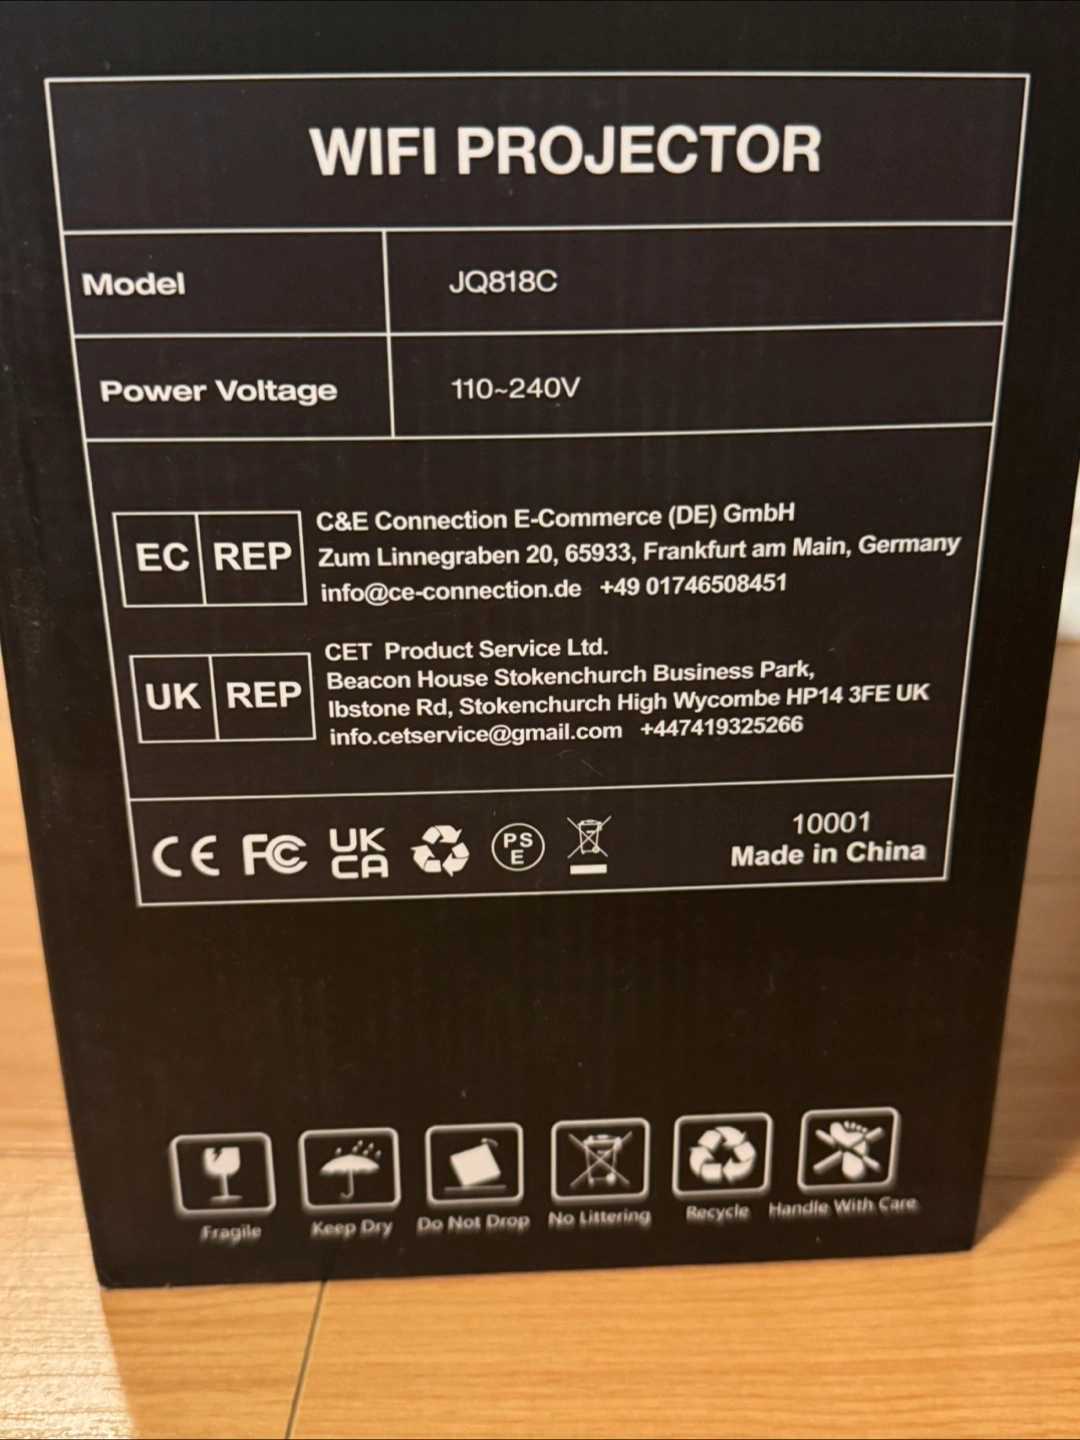 WIFI PROJECTOR
Model JQ818C
Power Voltage 110~240V
EC REP
C&E Connection E-Commerce (DE) GmbH
Zum Linnegraben 20, 65933, Frankfurt am Main, Germany
info@ce-connection.de +49 01746508451
UK REP
CET Product Service Ltd.
Beacon House Stokenchurch Business Park,
Ibstone Rd, Stokenchurch High Wycombe HP14 3FE UK
info.cetservice@gmail.com +447419325266
CE FC UK CA PS E
10001
Made in China
Fragile Keep Dry Do Not Drop No Littering Recycle Handle With Care